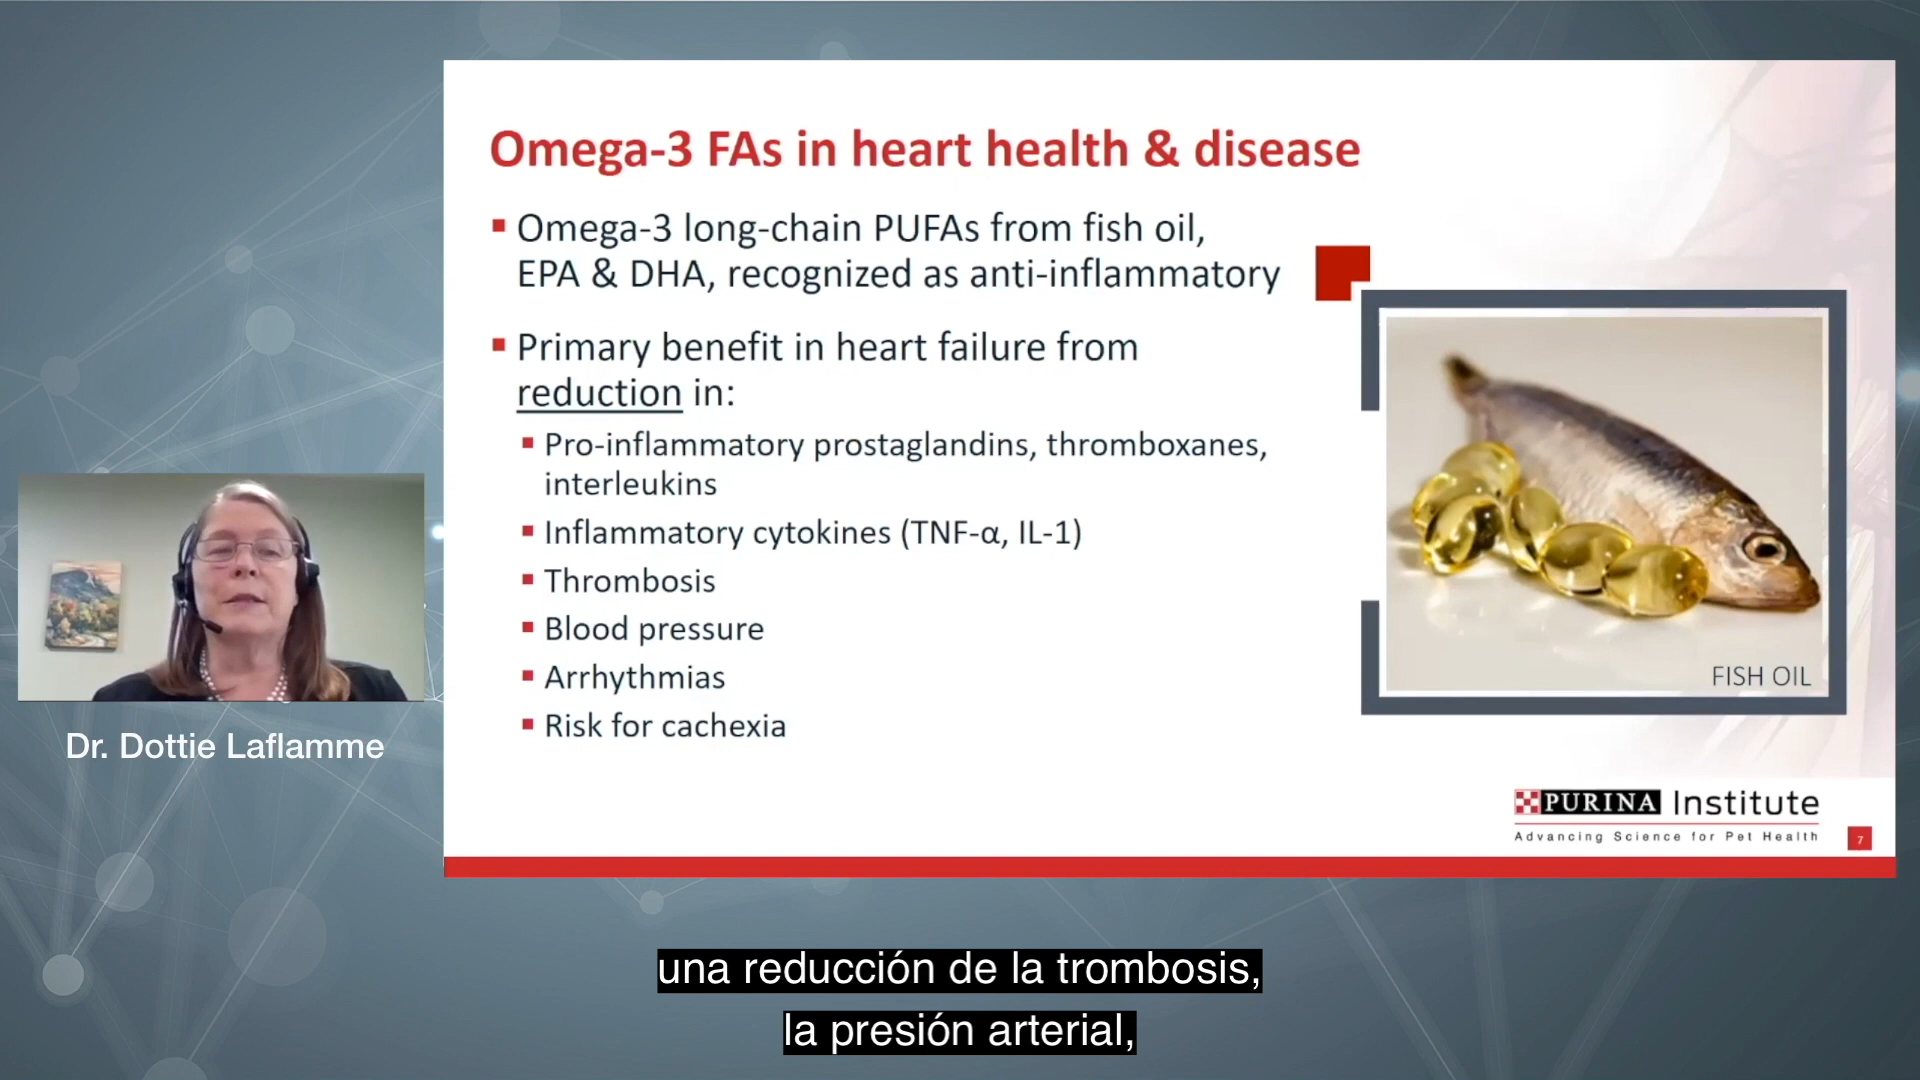 Omega-3 FAs in heart health & disease
Omega-3 long-chain PUFAs from fish oil,
EPA & DHA, recognized as anti-inflammatory
Primary benefit in heart failure from
reduction in:
Pro-inflammatory prostaglandins, thromboxanes,
interleukins
Inflammatory cytokines (TNF-α, IL-1)
Thrombosis
Blood pressure
Arrhythmias
Risk for cachexia
FISH OIL
PURINA Institute
Advancing Science for Pet Health
7
Dr. Dottie Laflamme
una reducción de la trombosis,
la presión arterial,